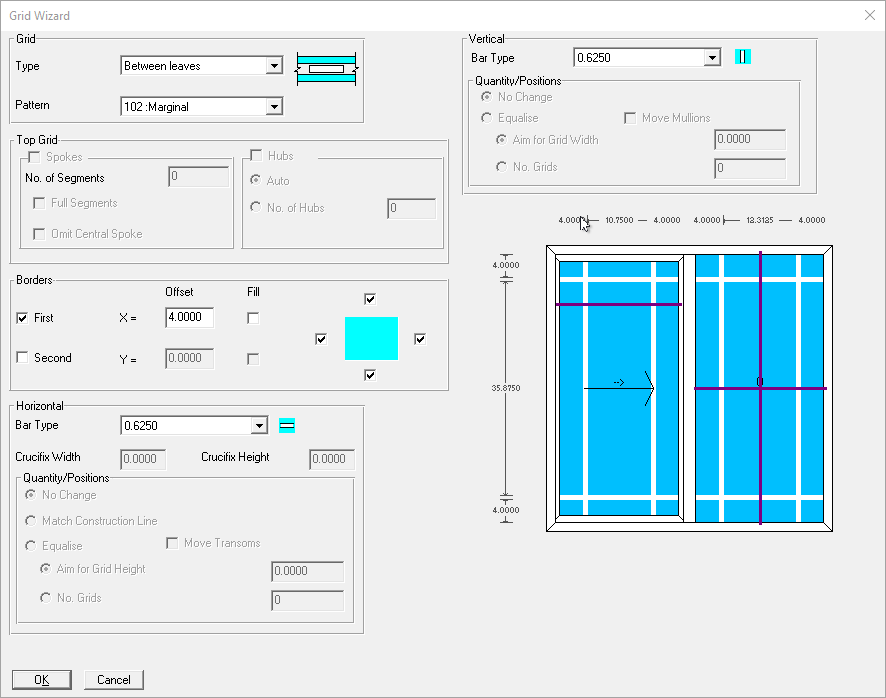 Grid Wizard
Grid
Type
Between leaves
Pattern
102 :Marginal
Top Grid
Spokes
No. of Segments
0
Full Segments
Omit Central Spoke
Hubs
Auto
No. of Hubs
0
Borders
Offset
Fill
First
X =
4.0000
Second
Y =
0.0000
Horizontal
Bar Type
0.6250
Crucifix Width
0.0000
Crucifix Height
0.0000
Quantity/Positions
No Change
Match Construction Line
Equalise
Move Transoms
Aim for Grid Height
0.0000
No. Grids
0
OK
Cancel
Vertical
Bar Type
0.6250
Quantity/Positions
No Change
Equalise
Move Mullions
Aim for Grid Width
0.0000
No. Grids
0
4.0000 10.7500 4.0000 4.0000 12.3125 4.0000
4.0000
35.8750
4.0000
-->
0